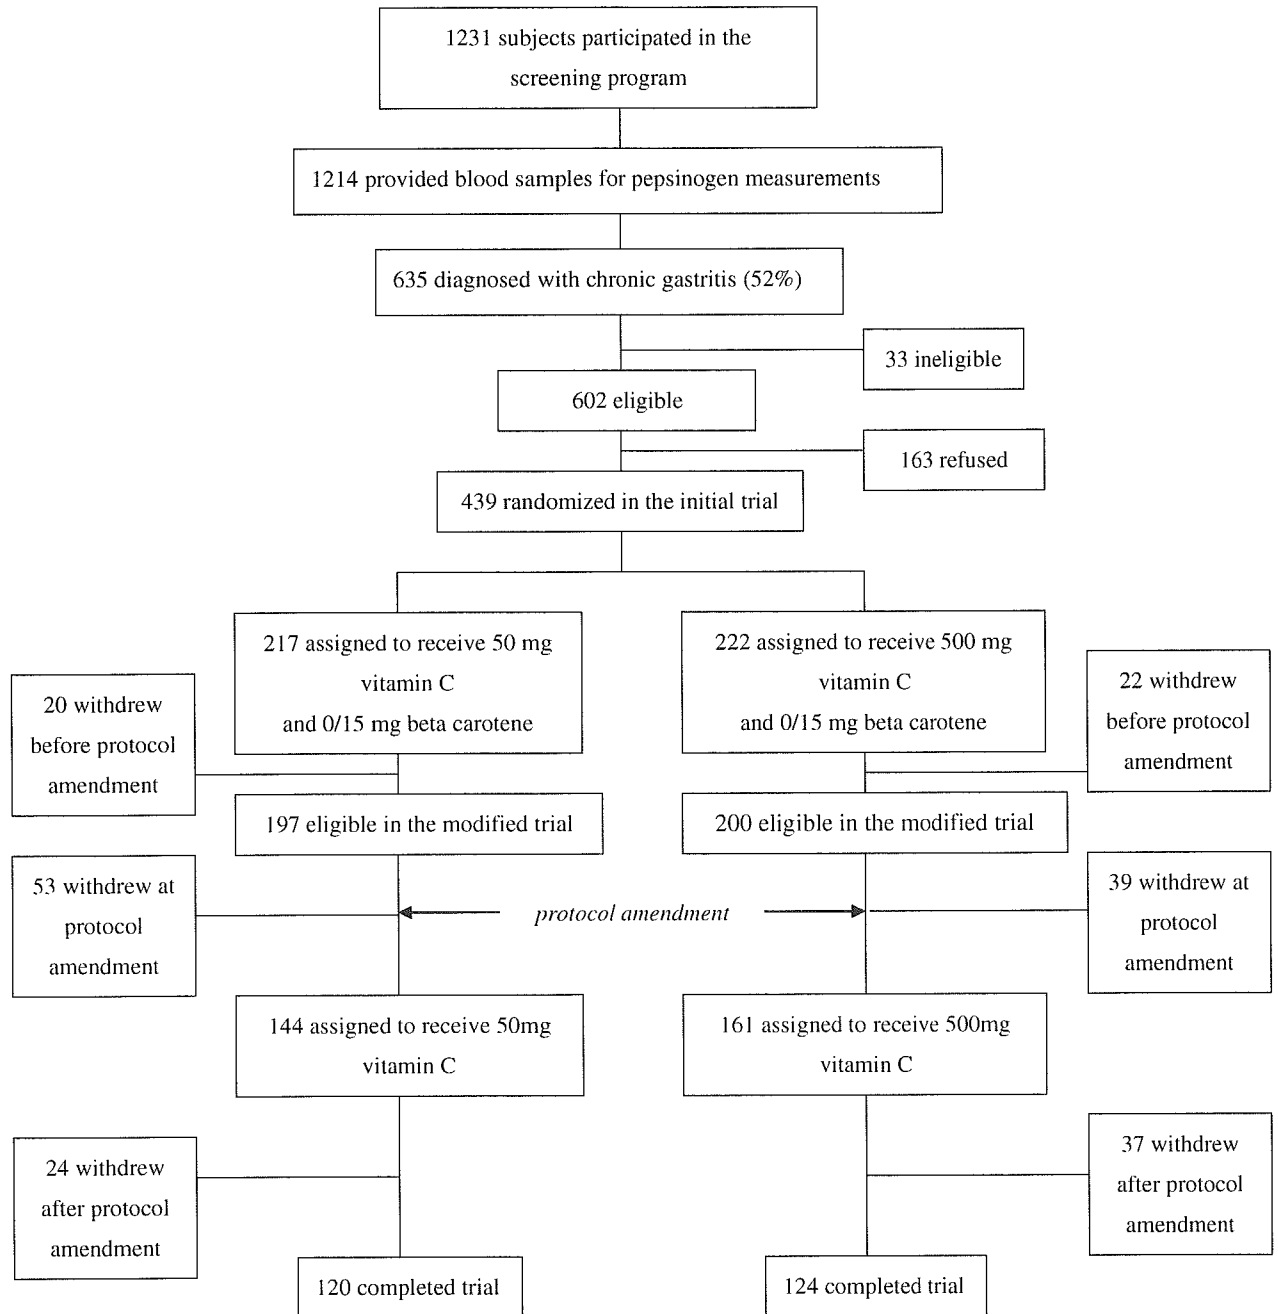 1231 subjects participated in the
screening program
1214 provided blood samples for pepsinogen measurements
635 diagnosed with chronic gastritis (52%)
33 ineligible
602 eligible
163 refused
439 randomized in the initial trial
217 assigned to receive 50 mg
vitamin C
and 0/15 mg beta carotene
222 assigned to receive 500 mg
vitamin C
and 0/15 mg beta carotene
20 withdrew
before protocol
amendment
22 withdrew
before protocol
amendment
197 eligible in the modified trial
200 eligible in the modified trial
53 withdrew at
protocol
amendment
protocol amendment
39 withdrew at
protocol
amendment
144 assigned to receive 50mg
vitamin C
161 assigned to receive 500mg
vitamin C
24 withdrew
after protocol
amendment
37 withdrew
after protocol
amendment
120 completed trial
124 completed trial